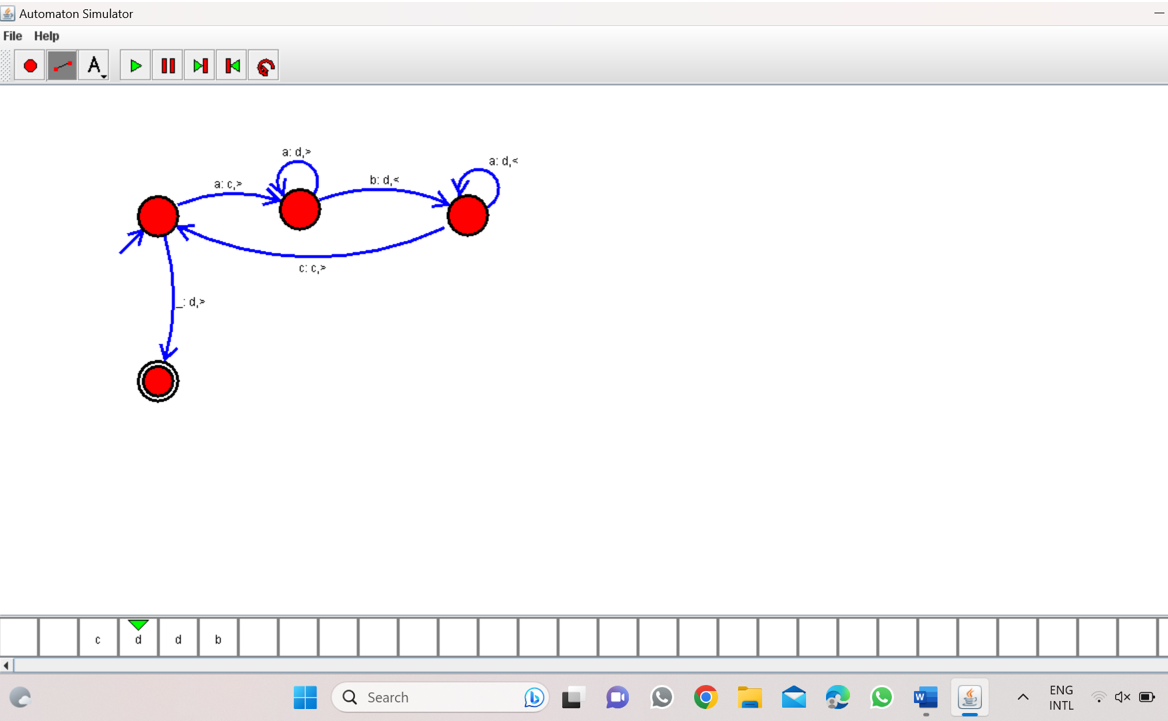 Automaton Simulator
File Help
A
a: d,>
a: d,<
a: c,>
b: d,<
c: c,>
_: d,>
c d d b
Search
ENG
INTL